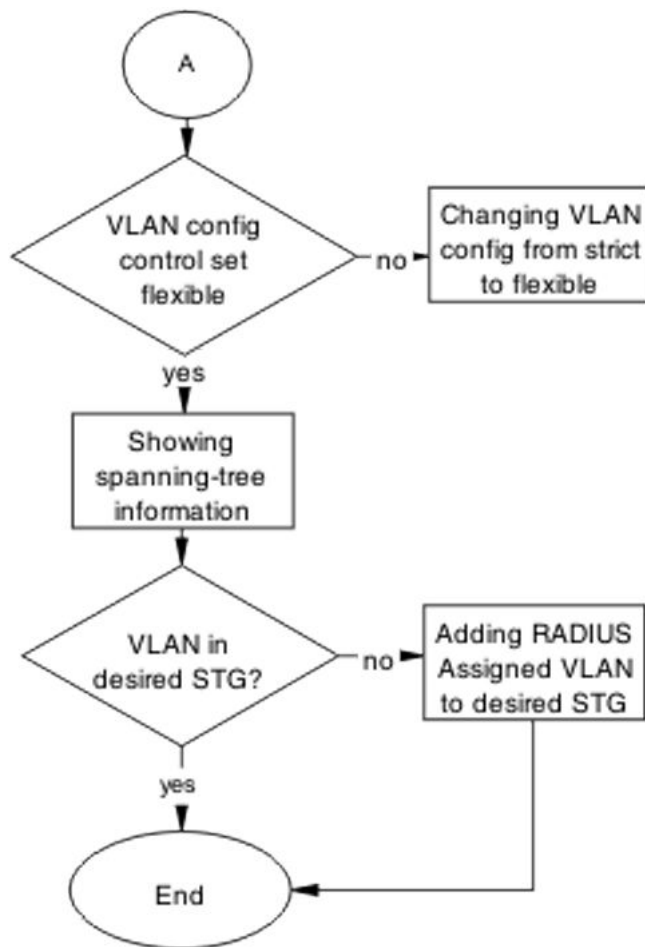 A
VLAN config
control set
flexible
no
Changing VLAN
config from strict
to flexible
yes
Showing
spanning-tree
information
VLAN in
desired STG?
no
Adding RADIUS
Assigned VLAN
to desired STG
yes
End